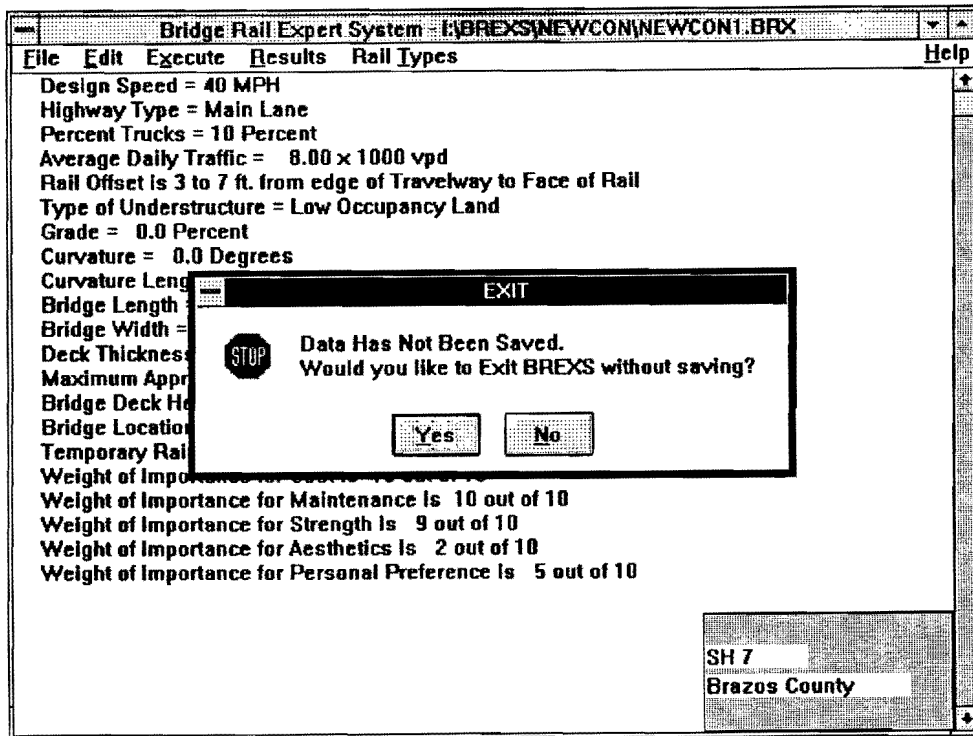 Bridge Rail Expert System - I:\BREXS\NEWCON\NEWCON1.BRX
File Edit Execute Results Rail Types Help
Design Speed = 40 MPH
Highway Type = Main Lane
Percent Trucks = 10 Percent
Average Daily Traffic = 8.00 x 1000 vpd
Rail Offset is 3 to 7 ft. from edge of Travelway to Face of Rail
Type of Understructure = Low Occupancy Land
Grade = 0.0 Percent
Curvature = 0.0 Degrees
Curvature Leng
Bridge Length =
Bridge Width =
Deck Thickness
Maximum Appr
Bridge Deck He
Bridge Location
Temporary Rai
Weight of Impo
Weight of Importance for Maintenance Is 10 out of 10
Weight of Importance for Strength Is 9 out of 10
Weight of Importance for Aesthetics Is 2 out of 10
Weight of Importance for Personal Preference Is 5 out of 10
EXIT
STOP
Data Has Not Been Saved.
Would you like to Exit BREXS without saving?
Yes No
SH 7
Brazos County